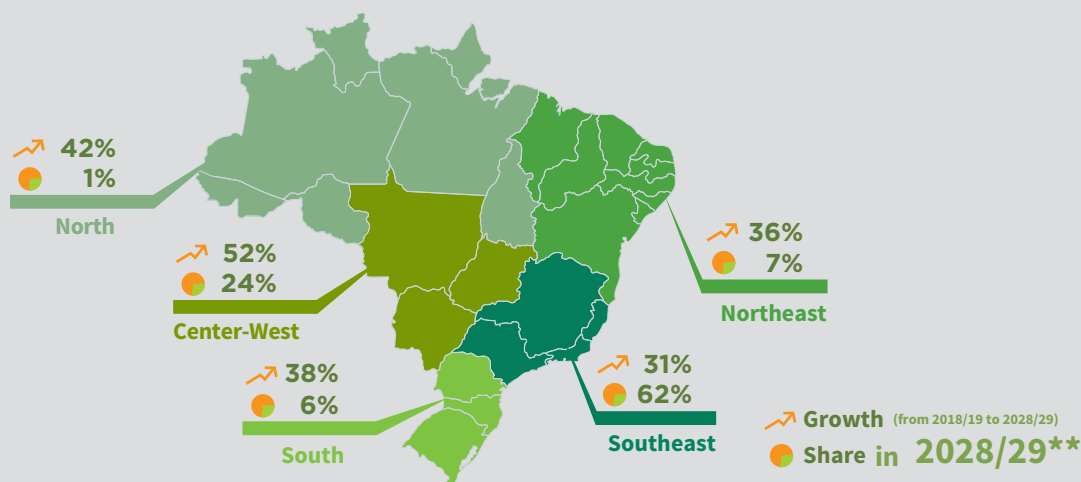 42%
1%
North
52%
24%
Center-West
38%
6%
South
36%
7%
Northeast
31%
62%
Southeast
Growth (from 2018/19 to 2028/29)
Share in 2028/29**